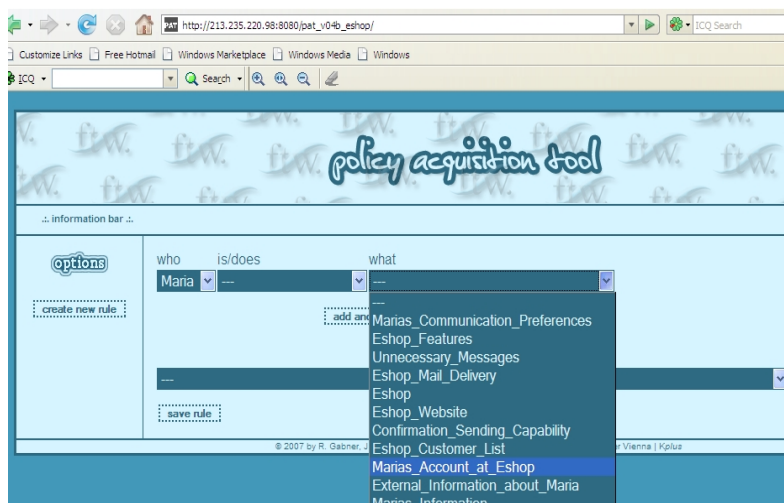 http://213.235.220.98:8080/pat_v04b_eshop/
ICQ Search
Customize Links Free Hotmail Windows Marketplace Windows Media Windows
ICQ Search
policy acquisition tool
.:. information bar .:.
options
create new rule
who is/does what
Maria --- ---
add an
---
Marias_Communication_Preferences
Eshop_Features
Unnecessary_Messages
Eshop_Mail_Delivery
Eshop
Eshop_Website
Confirmation_Sending_Capability
Eshop_Customer_List
Marias_Account_at_Eshop
External_Information_about_Maria
Marias_Information
---
save rule
© 2007 by R. Gabner, J
r Vienna | Kplus